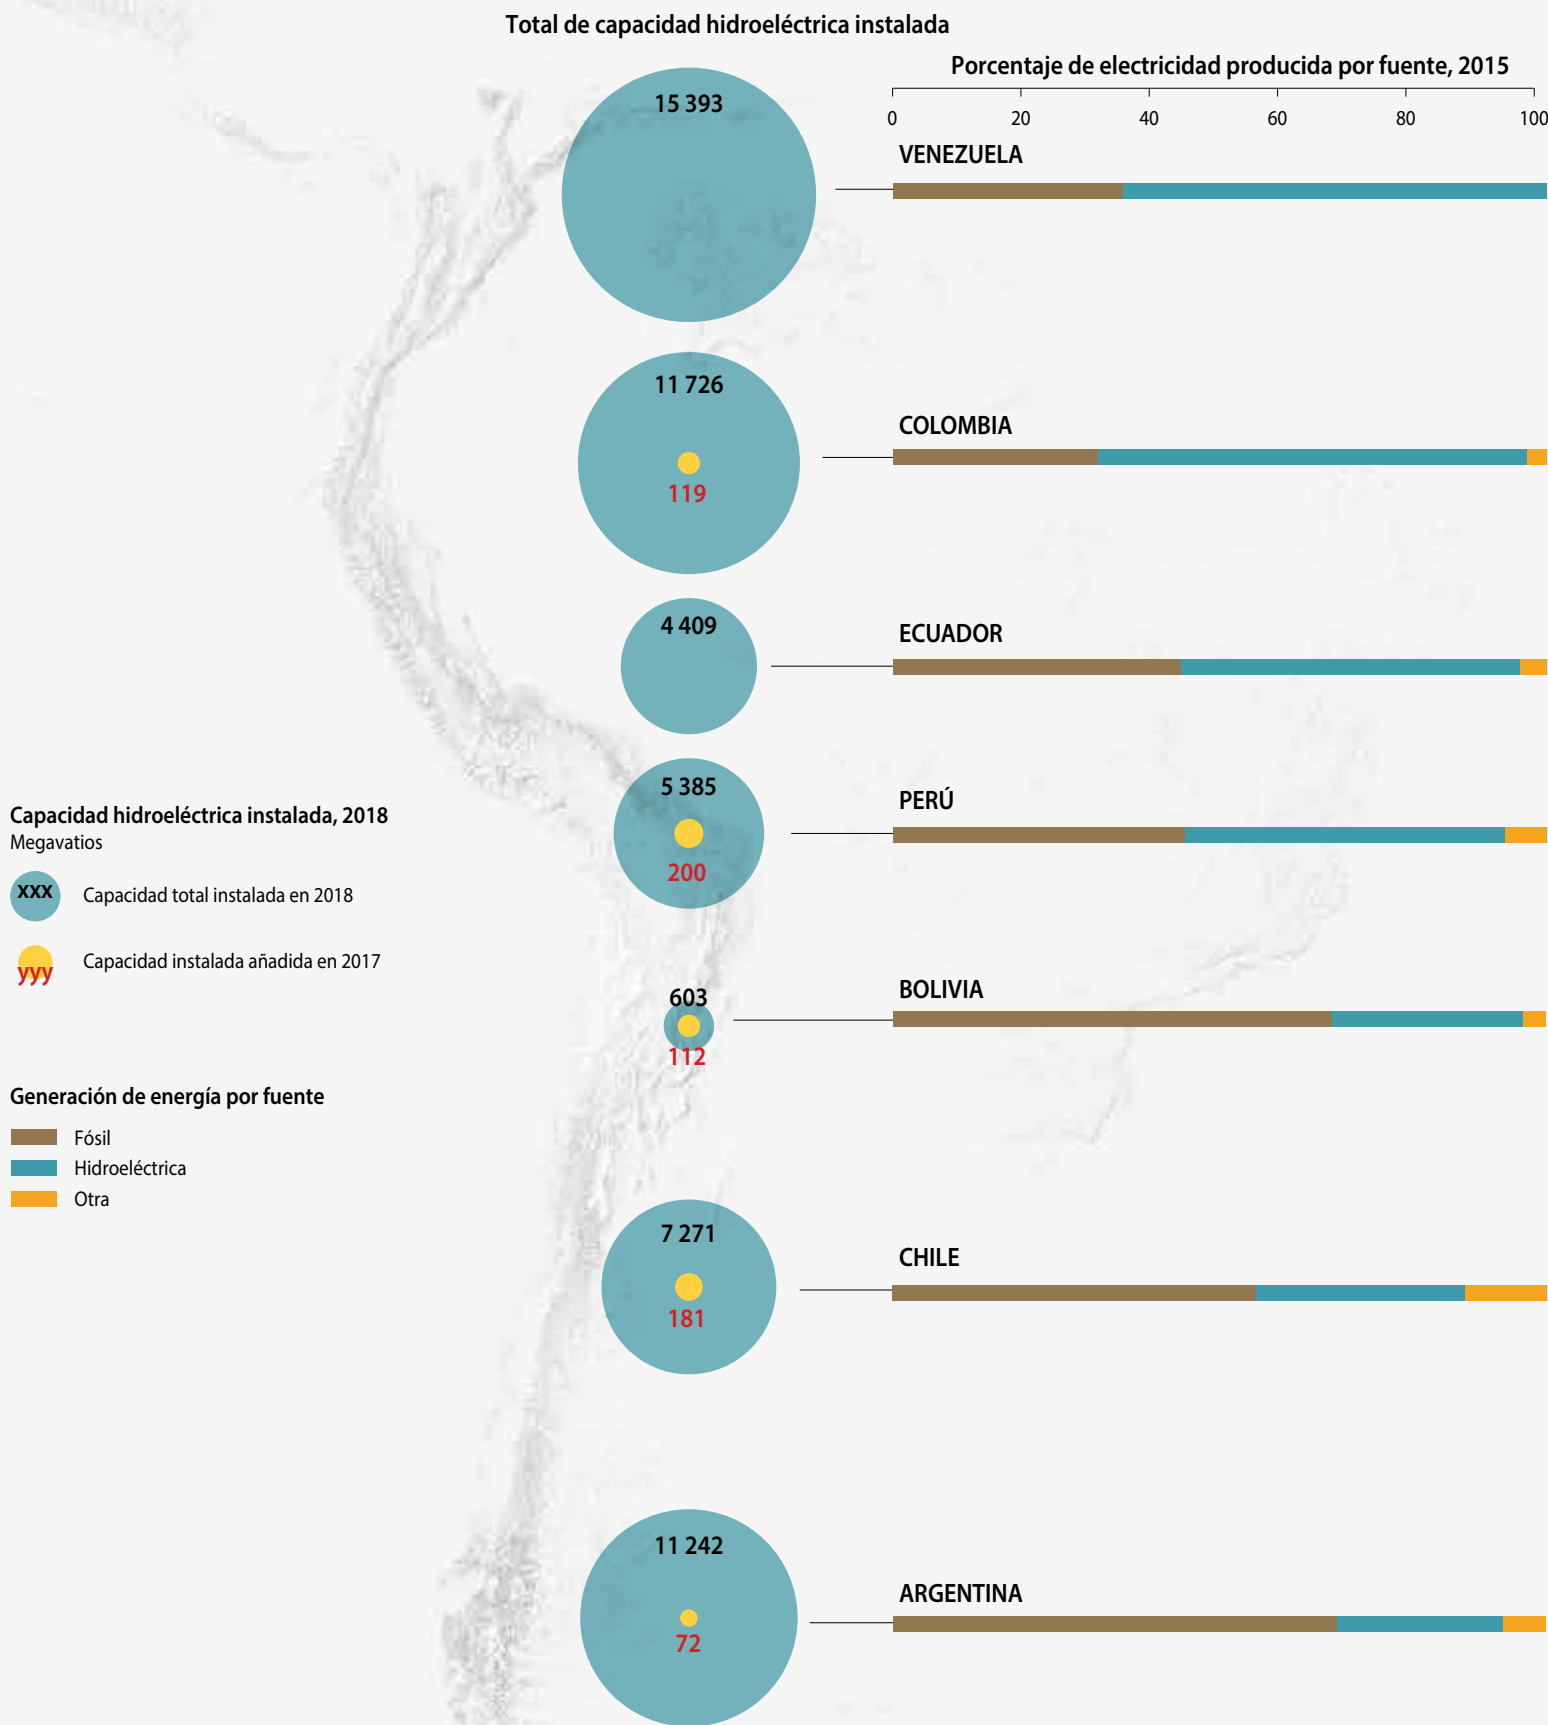 Total de capacidad hidroeléctrica instalada
Porcentaje de electricidad producida por fuente, 2015
0 20 40 60 80 100
15 393
VENEZUELA
11 726
119
COLOMBIA
4 409
ECUADOR
5 385
200
PERÚ
Capacidad hidroeléctrica instalada, 2018
Megavatios
xxx Capacidad total instalada en 2018
yyy Capacidad instalada añadida en 2017
603
112
BOLIVIA
Generación de energía por fuente
Fósil
Hidroeléctrica
Otra
7 271
181
CHILE
11 242
72
ARGENTINA